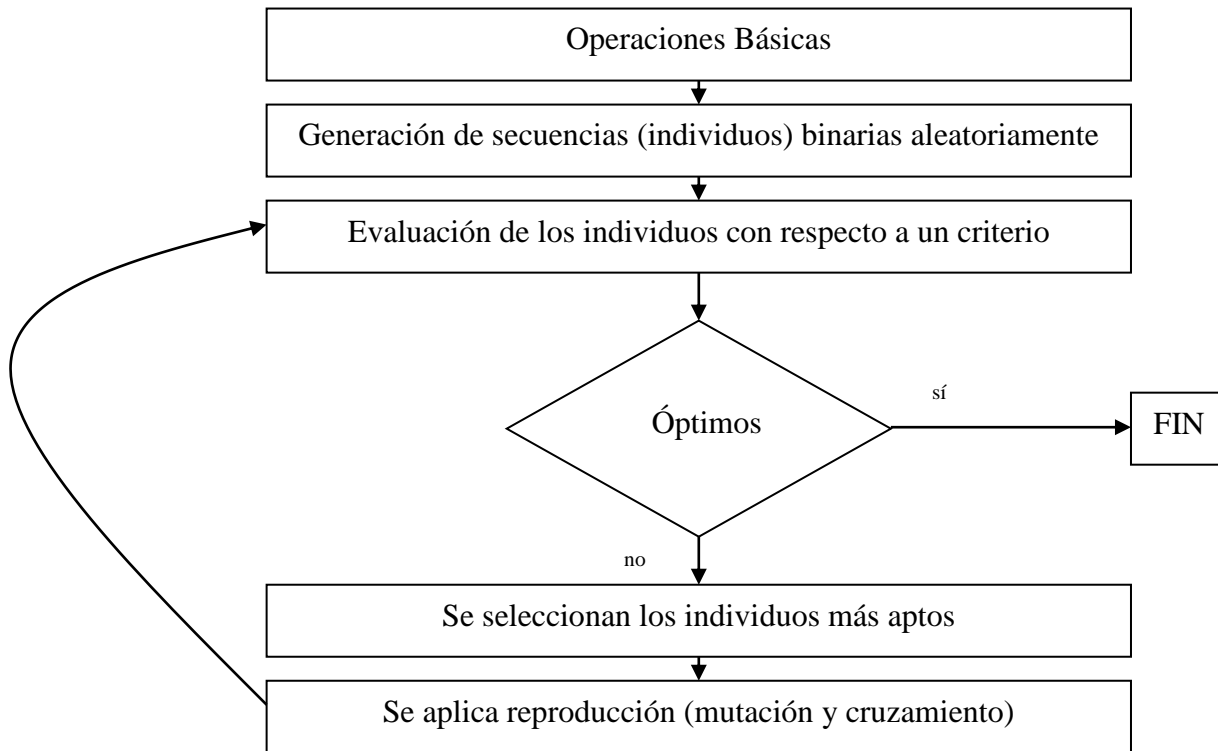 Operaciones Básicas
Generación de secuencias (individuos) binarias aleatoriamente
Evaluación de los individuos con respecto a un criterio
Óptimos
sí
FIN
no
Se seleccionan los individuos más aptos
Se aplica reproducción (mutación y cruzamiento)